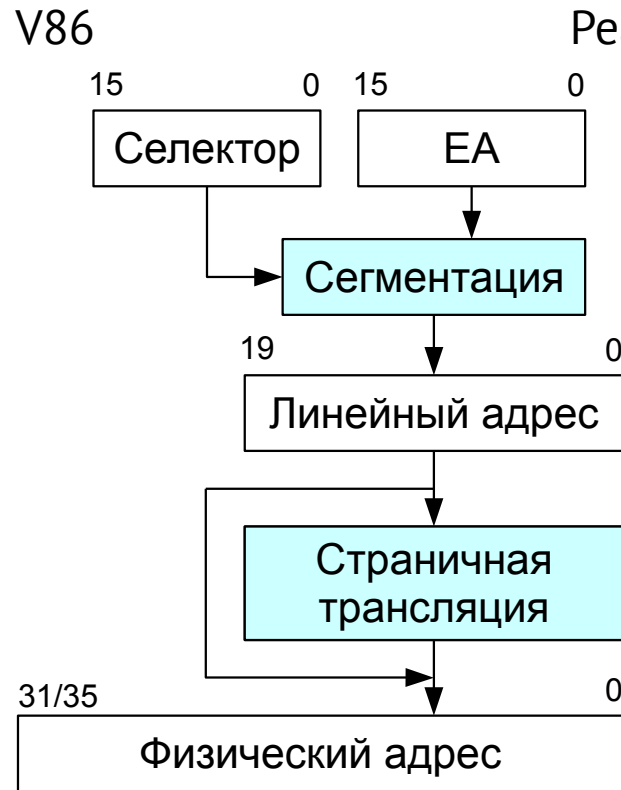 V86 Ре
15 0 15 0
Селектор EA
Сегментация
19 0
Линейный адрес
Страничная
трансляция
31/35 0
Физический адрес